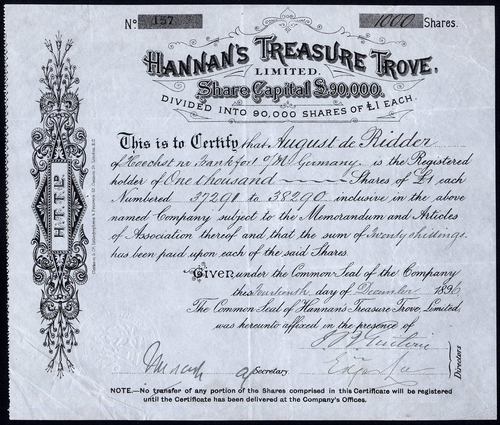 No. 157 1000 Shares.
HANNAN'S TREASURE TROVE,
LIMITED.
Share Capital £90,000.
DIVIDED INTO 90,000 SHARES OF £1 EACH.
This is to Certify that August de Ridder
of Hoechst nr Frankfort o/M Germany is the Registered
holder of One thousand Shares of £1 each
Numbered 37291 to 38290 inclusive in the above
named Company subject to the Memorandum and Articles
of Association thereof and that the sum of Twenty shillings
has been paid upon each of the said Shares.
Given under the Common Seal of the Company
this Fourteenth day of December 1896
The Common Seal of Hannan's Treasure Trove, Limited,
was hereunto affixed in the presence of
Secretary.
Directors
NOTE.—No transfer of any portion of the Shares comprised in this Certificate will be registered
until the Certificate has been delivered at the Company's Offices.
H.T.T. Ld.